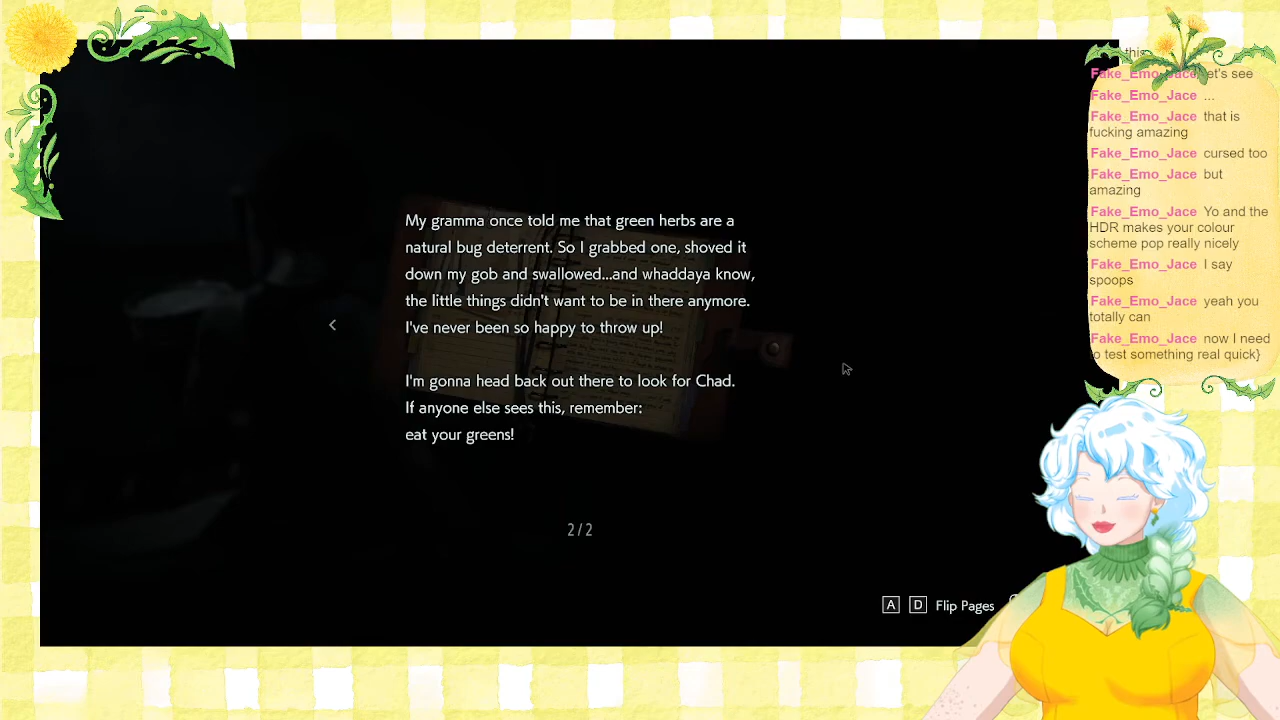 My gramma once told me that green herbs are a
natural bug deterrent. So I grabbed one, shoved it
down my gob and swallowed...and whaddaya know,
the little things didn't want to be in there anymore.
I've never been so happy to throw up!
I'm gonna head back out there to look for Chad.
If anyone else sees this, remember:
eat your greens!
2/2
A D Flip Pages
this
Fake_Emo_Jace let's see
Fake_Emo_Jace ...
Fake_Emo_Jace that is
fucking amazing
Fake_Emo_Jace cursed too
Fake_Emo_Jace but
amazing
Fake_Emo_Jace Yo and the
HDR makes your colour
scheme pop really nicely
Fake_Emo_Jace I say
spoops
Fake_Emo_Jace yeah you
totally can
Fake_Emo_Jace now I need
to test something real quick}